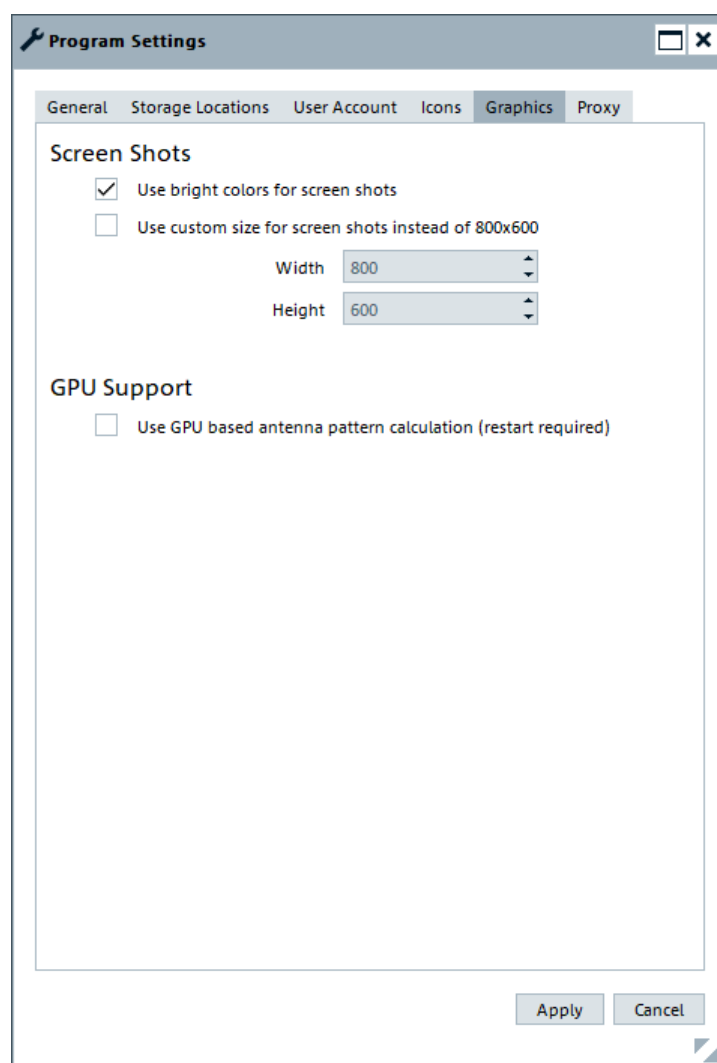 Program Settings
General Storage Locations User Account Icons Graphics Proxy
Screen Shots
Use bright colors for screen shots
Use custom size for screen shots instead of 800x600
Width 800
Height 600
GPU Support
Use GPU based antenna pattern calculation (restart required)
Apply Cancel